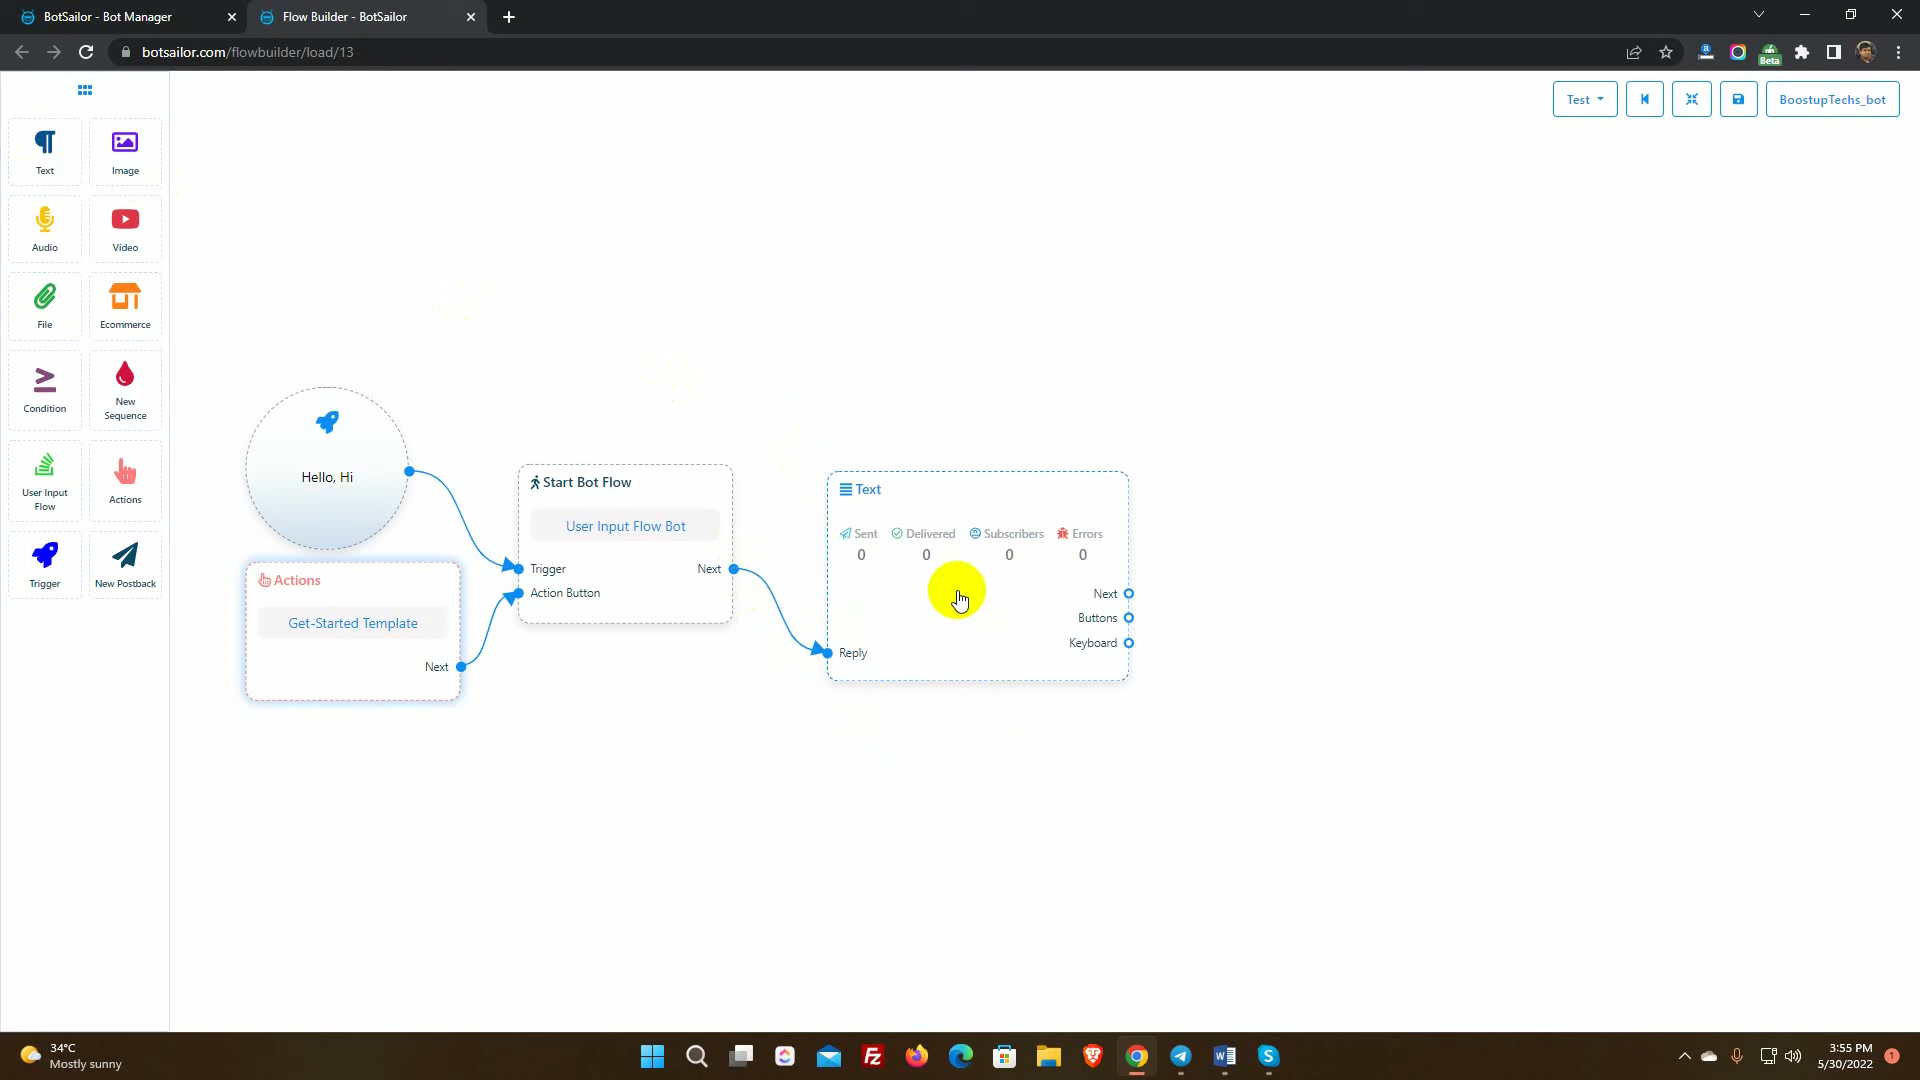 BotSailor - Bot Manager
Flow Builder - BotSailor
botsailor.com/flowbuilder/load/13
Beta
Test
BoostupTechs_bot
Text
Image
Audio
Video
File
Ecommerce
Condition
New
Sequence
User Input
Flow
Actions
Trigger
New Postback
Hello, Hi
Actions
Get-Started Template
Next
Start Bot Flow
User Input Flow Bot
Trigger
Next
Action Button
Text
Sent Delivered Subscribers Errors
0 0 0 0
Next
Buttons
Keyboard
Reply
34°C
Mostly sunny
3:55 PM
5/30/2022
1